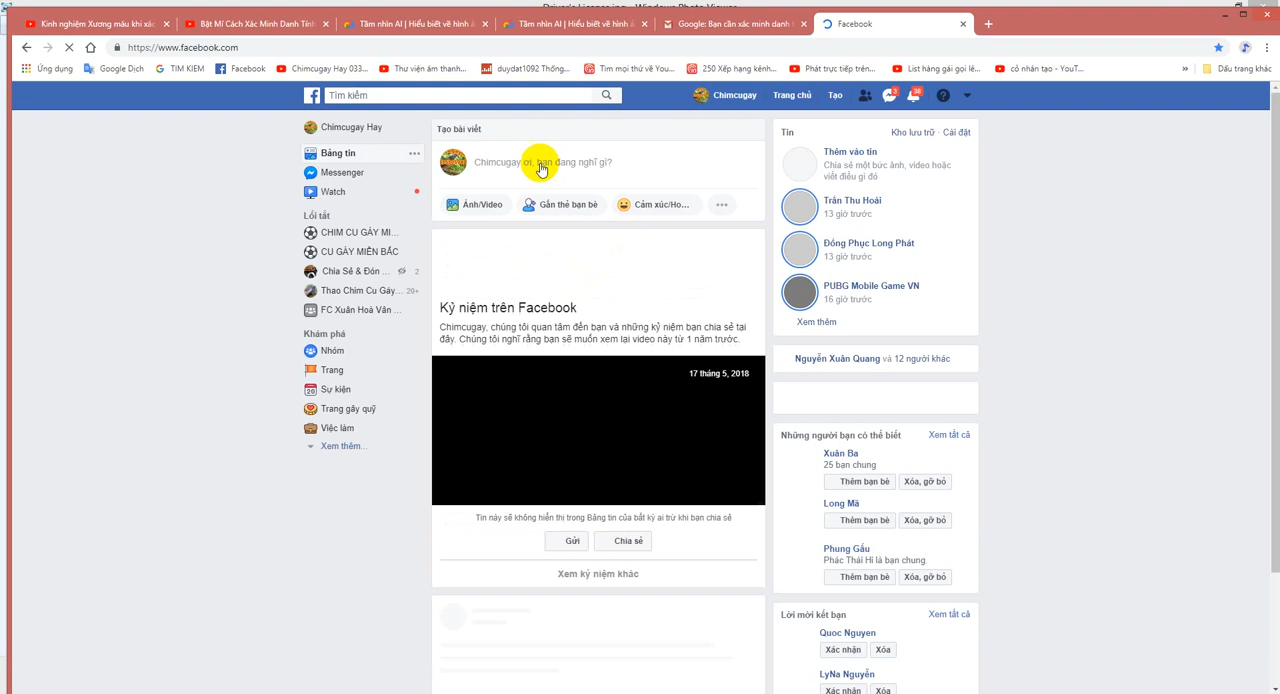 Driver's License.jpg - Windows Photo Viewer
Kinh nghiệm Xương máu khi xác
Bật Mí Cách Xác Minh Danh Tính
Tầm nhìn AI | Hiểu biết về hình ả
Tầm nhìn AI | Hiểu biết về hình ả
Google: Bạn cần xác minh danh t
Facebook
https://www.facebook.com
Ứng dụng
Google Dịch
TIM KIEM
Facebook
Chimcugay Hay 033...
Thư viện âm thanh...
duydat1092 Thống...
Tìm mọi thứ về You...
250 Xếp hạng kênh...
Phát trực tiếp trên...
List hàng gái gọi lẻ...
cỏ nhân tạo - YouT...
Dấu trang khác
Tìm kiếm
Chimcugay
Trang chủ
Tạo
3
38
Chimcugay Hay
Bảng tin
Messenger
Watch
Lối tắt
CHIM CU GÁY MI...
CU GÁY MIỀN BẮC
Chia Sẻ & Đón ...
2
Thao Chim Cu Gáy...
20+
FC Xuân Hoà Vân ...
Khám phá
Nhóm
Trang
Sự kiện
Trang gây quỹ
Việc làm
Xem thêm...
Tạo bài viết
Chimcugay ơi, bạn đang nghĩ gì?
Ảnh/Video
Gắn thẻ bạn bè
Cảm xúc/Ho...
Kỷ niệm trên Facebook
Chimcugay, chúng tôi quan tâm đến bạn và những kỷ niệm bạn chia sẻ tại
đây. Chúng tôi nghĩ rằng bạn sẽ muốn xem lại video này từ 1 năm trước.
17 tháng 5, 2018
Tin này sẽ không hiển thị trong Bảng tin của bất kỳ ai trừ khi bạn chia sẻ
Gửi
Chia sẻ
Xem kỷ niệm khác
Tin
Kho lưu trữ · Cài đặt
Thêm vào tin
Chia sẻ một bức ảnh, video hoặc
viết điều gì đó
Trần Thu Hoài
13 giờ trước
Đồng Phục Long Phát
13 giờ trước
PUBG Mobile Game VN
16 giờ trước
Xem thêm
Nguyễn Xuân Quang và 12 người khác
Những người bạn có thể biết
Xem tất cả
Xuân Ba
25 bạn chung
Thêm bạn bè
Xóa, gỡ bỏ
Long Mã
Thêm bạn bè
Xóa, gỡ bỏ
Phung Gấu
Phác Thái Hi là bạn chung.
Thêm bạn bè
Xóa, gỡ bỏ
Lời mời kết bạn
Xem tất cả
Quoc Nguyen
Xác nhận
Xóa
LyNa Nguyễn
Xác nhận
Xóa